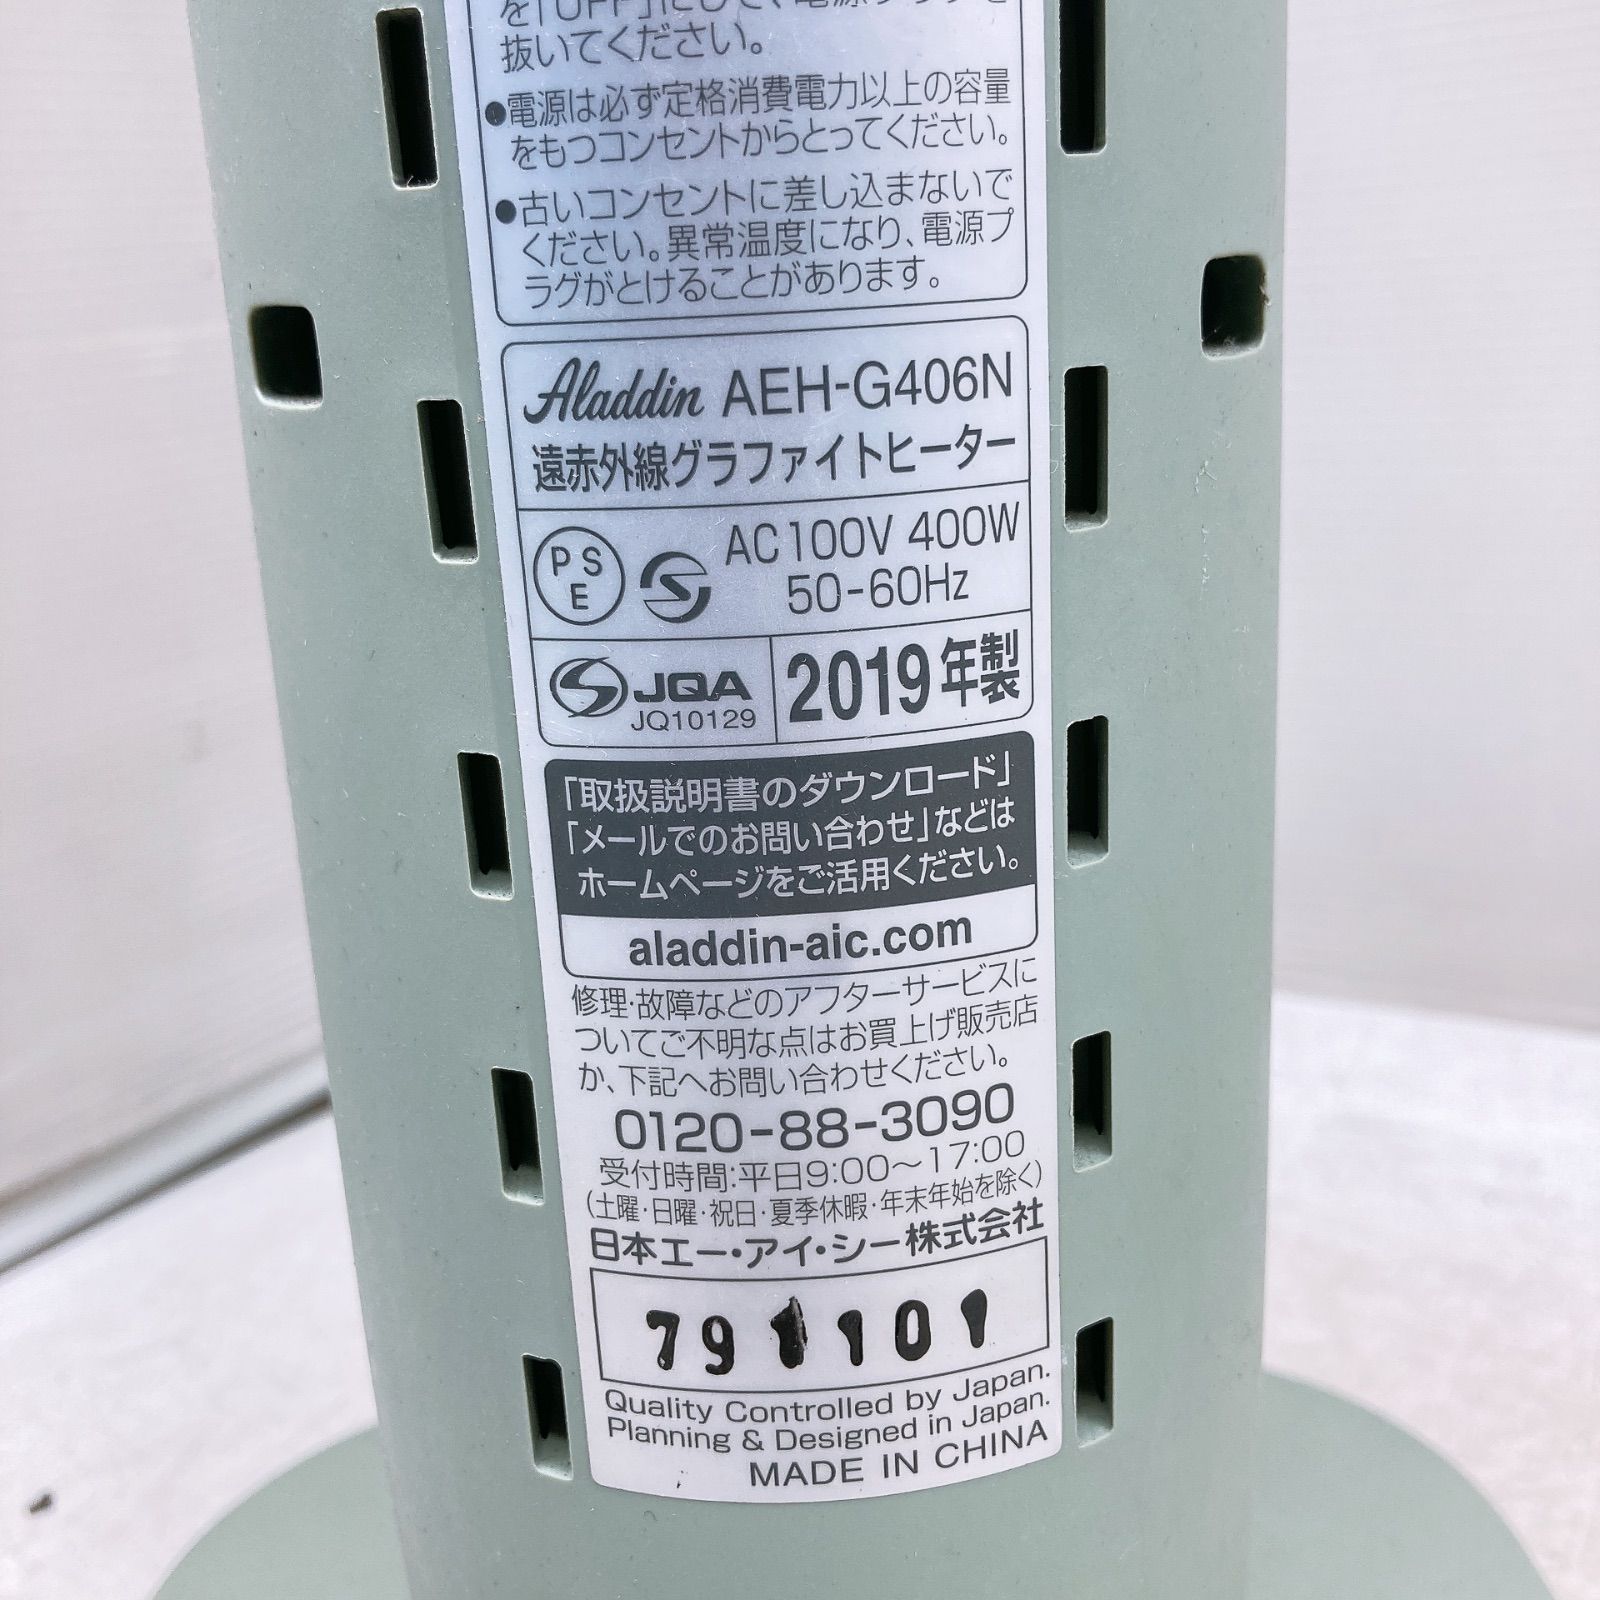 を「OFF」にして、電源プラグを
抜いてください。
●電源は必ず定格消費電力以上の容量
をもつコンセントからとってください。
●古いコンセントに差し込まないで
ください。異常温度になり、電源プ
ラグがとけることがあります。
Aladdin AEH-G406N
遠赤外線グラファイトヒーター
PSE
AC100V 400W
50-60Hz
JQA
JQ10129
2019年製
「取扱説明書のダウンロード」
「メールでのお問い合わせ」などは
ホームページをご活用ください。
aladdin-aic.com
修理・故障などのアフターサービスに
ついてご不明な点はお買上げ販売店
か、下記へお問い合わせください。
0120-88-3090
受付時間:平日9:00〜17:00
(土曜・日曜・祝日・夏季休暇・年末年始を除く)
日本エー・アイ・シー株式会社
791101
Quality Controlled by Japan.
Planning & Designed in Japan.
MADE IN CHINA